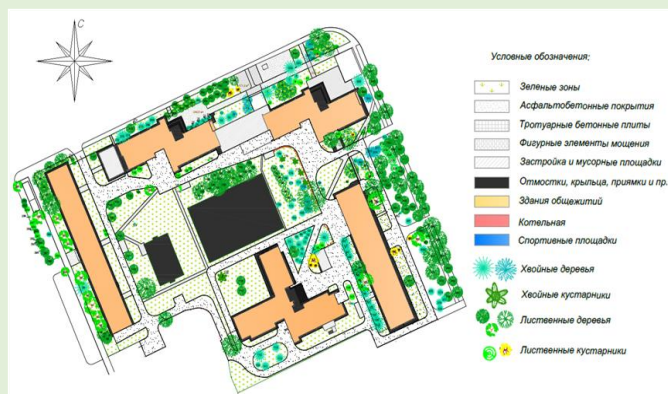 С
Условные обозначения;
Зеленые зоны
Асфальтобетонные покрытия
Тротуарные бетонные плиты
Фигурные элементы мощения
Застройка и мусорные площадки
Отмостки, крыльца, приямки и пр.
Здания общежитий
Котельная
Спортивные площадки
Хвойные деревья
Хвойные кустарники
Лиственные деревья
Лиственные кустарники